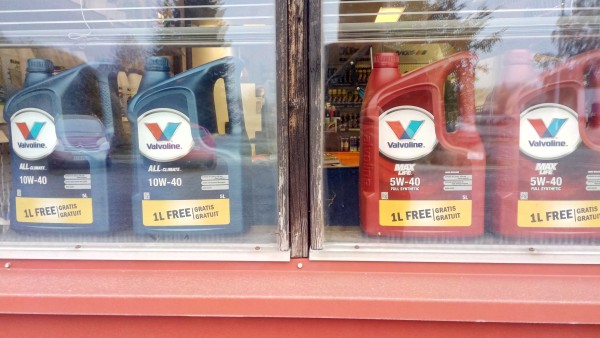 Valvoline.
ALL-CLIMATE
10W-40
5L
1L FREE GRATIS GRATUIT
Valvoline.
ALL-CLIMATE
10W-40
5L
1L FREE GRATIS GRATUIT
Valvoline.
MAX LIFE
5W-40
FULL SYNTHETIC
1L FREE GRATIS GRATUIT
Valvoline.
MAX LIFE
5W-40
FULL SYNTHETIC
1L FREE GRATIS GRATUIT